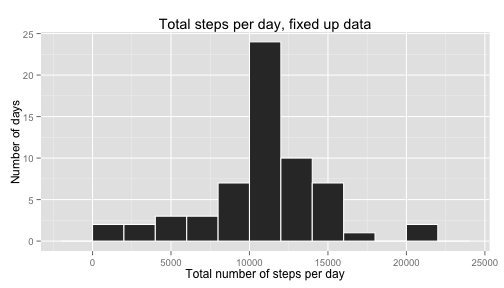 Total steps per day, fixed up data
Number of days
25
20
15
10
5
0
0 5000 10000 15000 20000 25000
Total number of steps per day